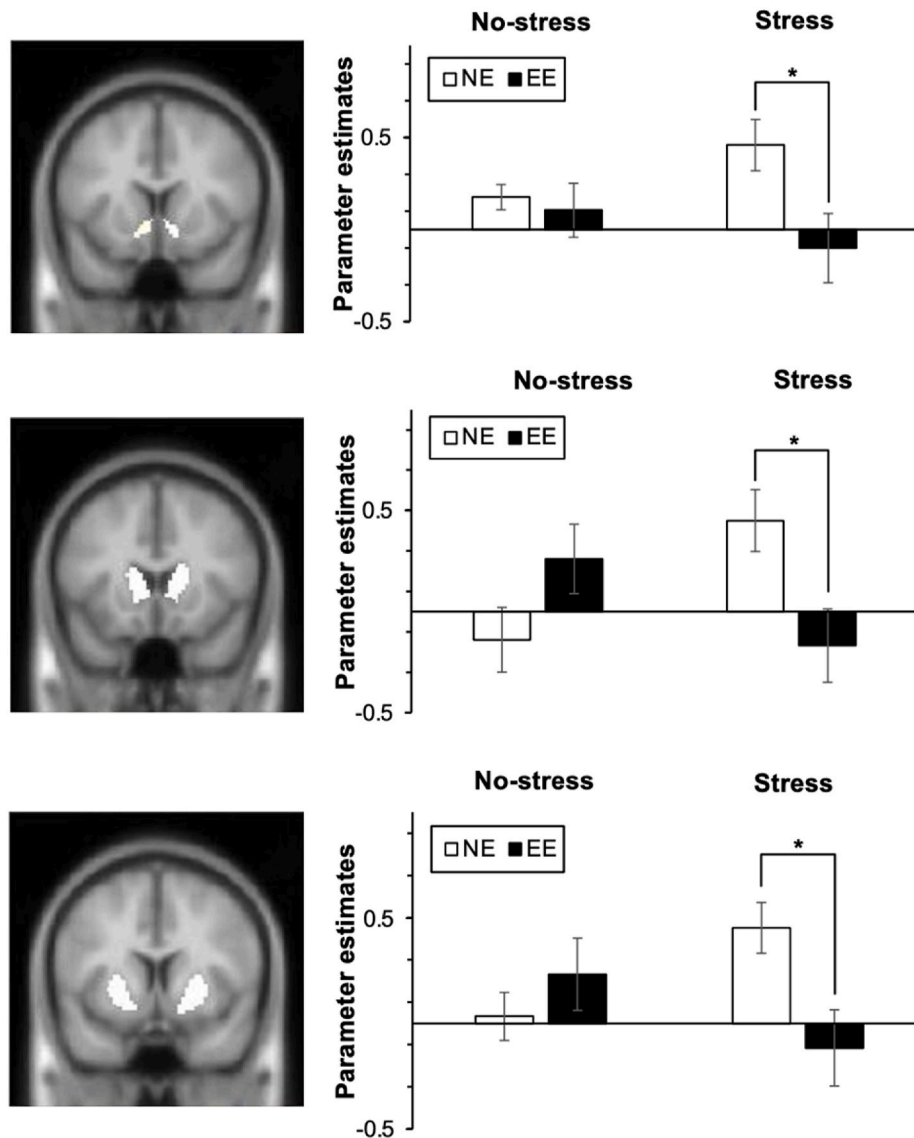 No-stress Stress
NE EE
*
0.5
-0.5
Parameter estimates
No-stress Stress
NE EE
*
0.5
-0.5
Parameter estimates
No-stress Stress
NE EE
*
0.5
-0.5
Parameter estimates